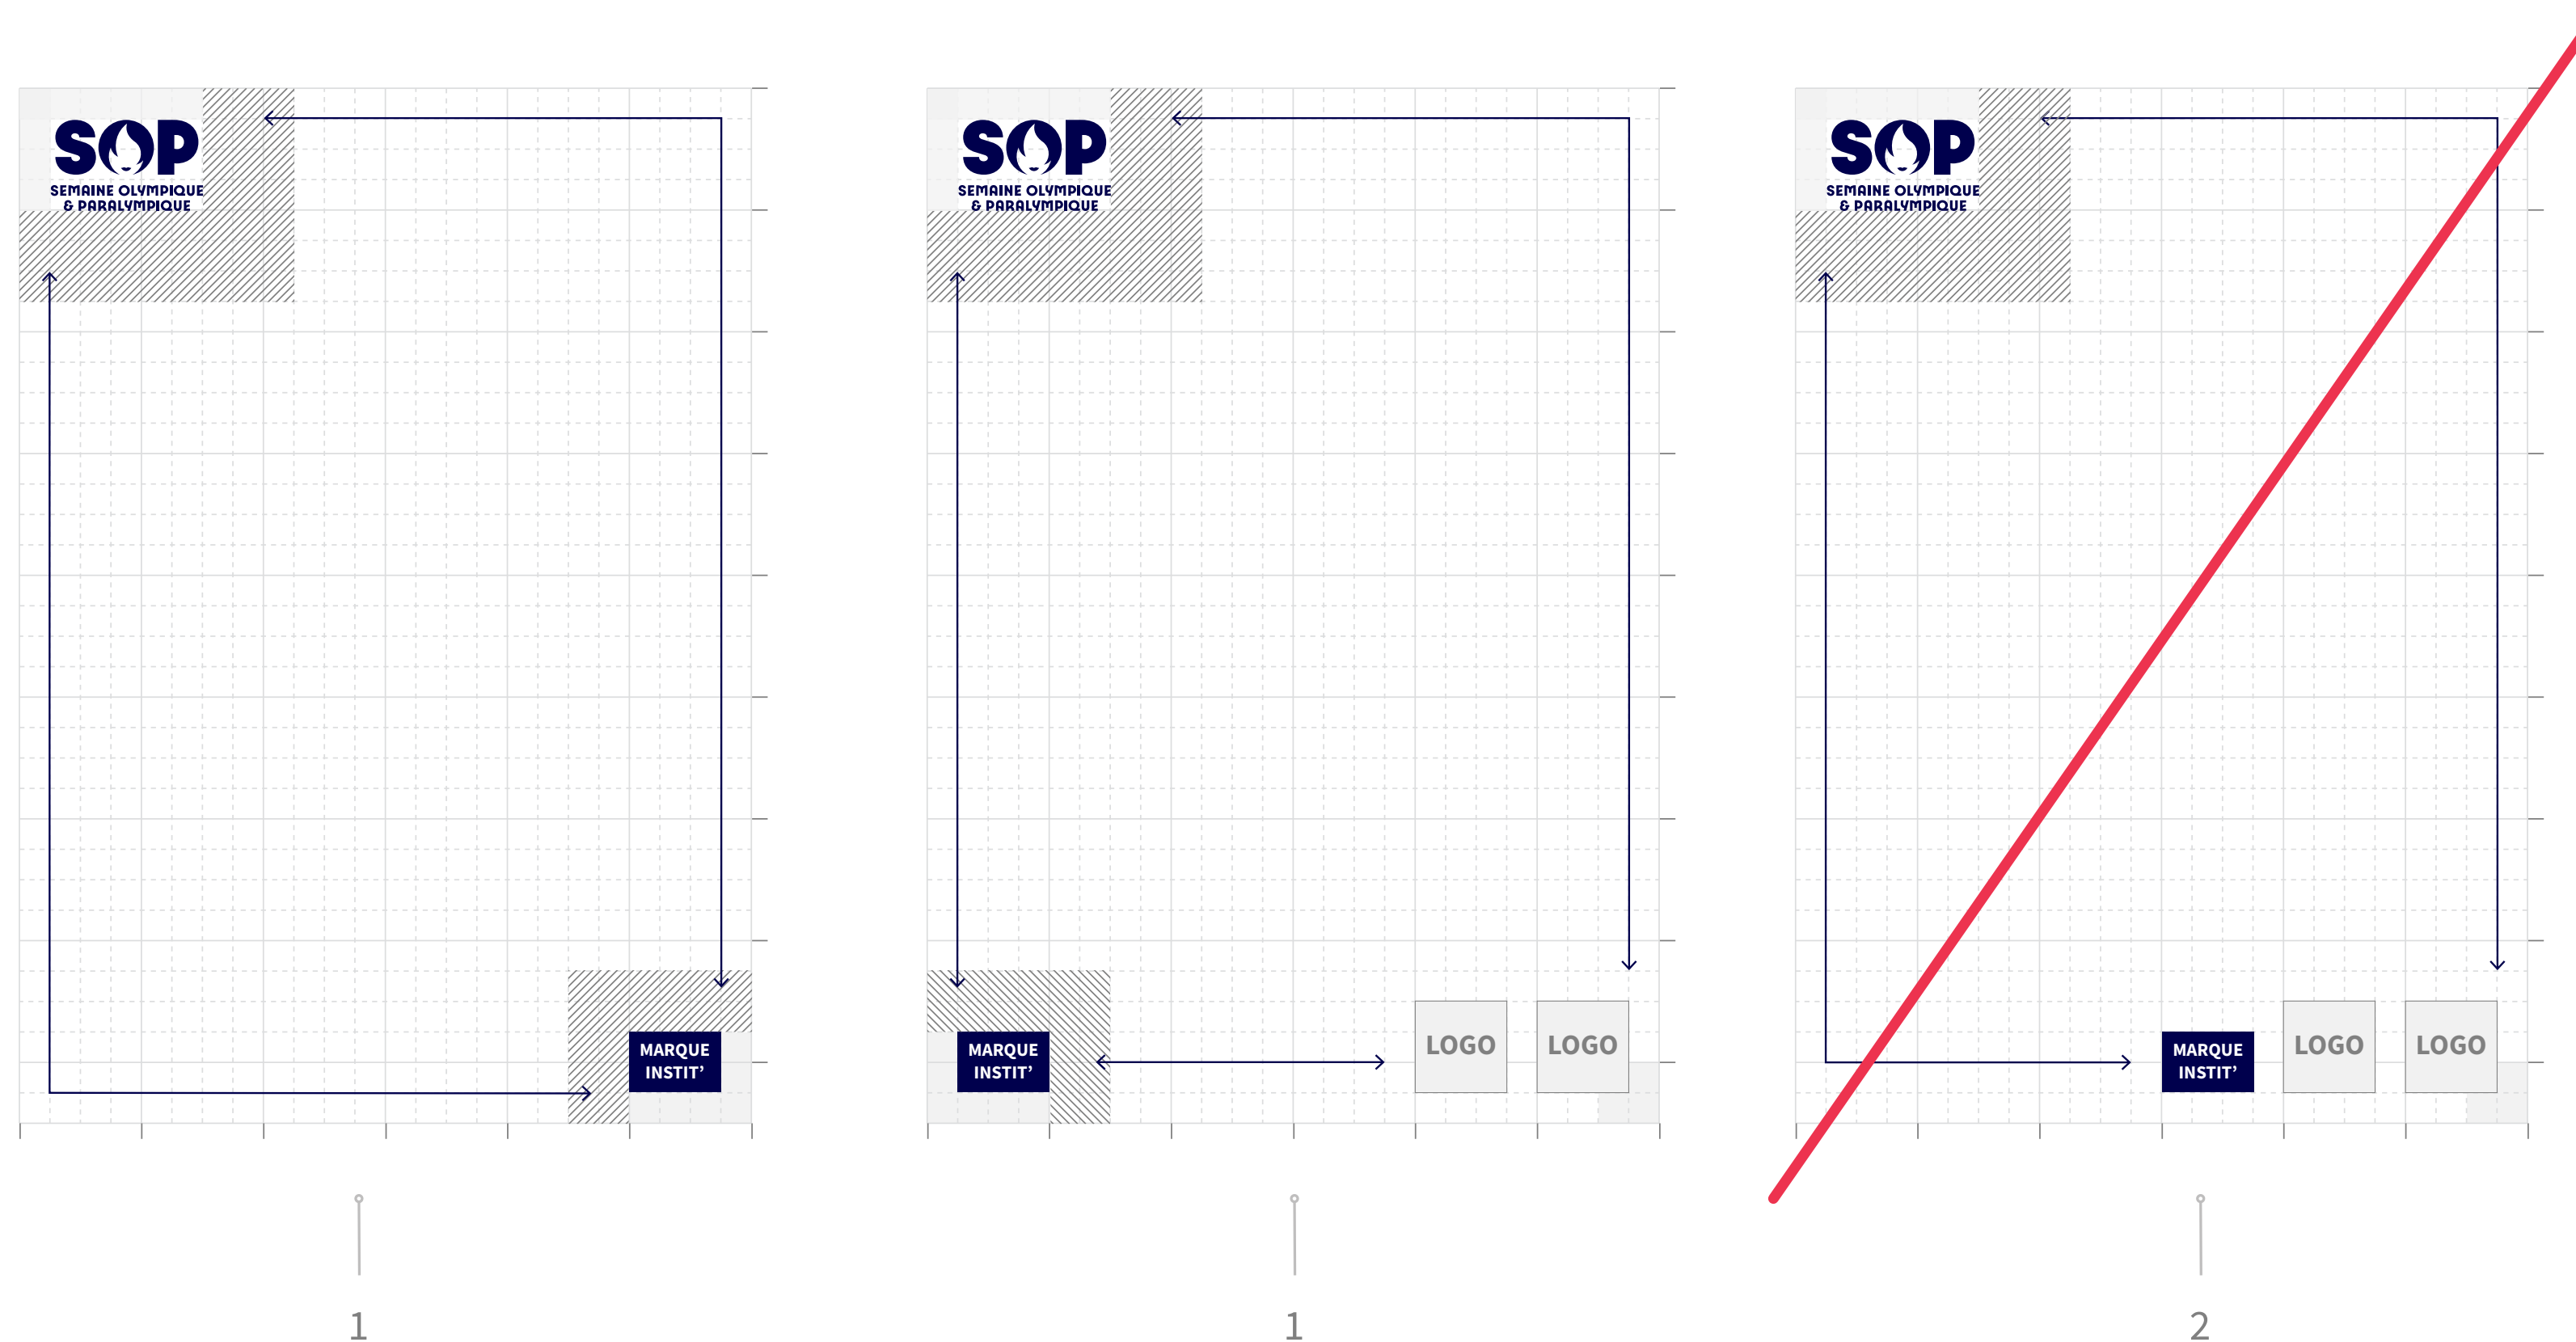 SOP
SEMAINE OLYMPIQUE
& PARALYMPIQUE
MARQUE
INSTIT’
1
SOP
SEMAINE OLYMPIQUE
& PARALYMPIQUE
MARQUE
INSTIT’
LOGO
LOGO
1
SOP
SEMAINE OLYMPIQUE
& PARALYMPIQUE
MARQUE
INSTIT’
LOGO
LOGO
2